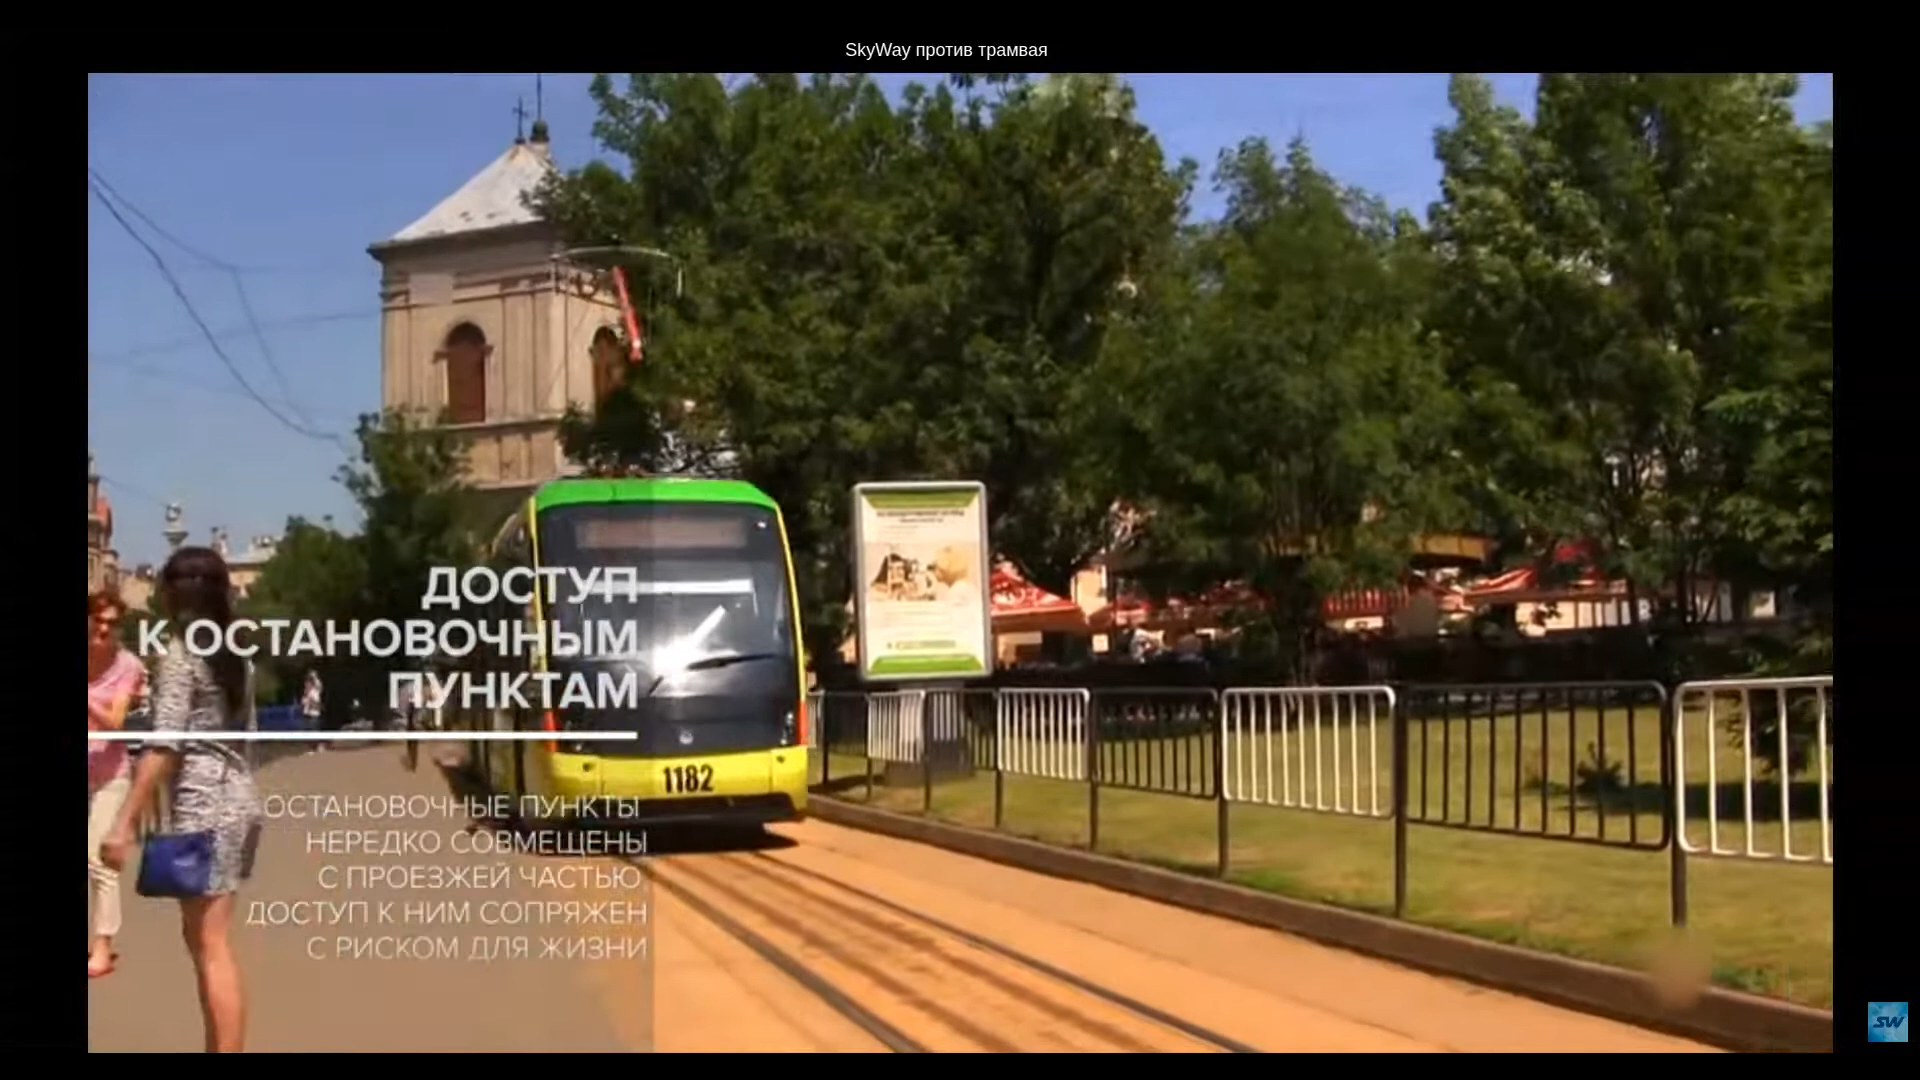 SkyWay против трамвая
ДОСТУП
К ОСТАНОВОЧНЫМ
ПУНКТАМ
1182
ОСТАНОВОЧНЫЕ ПУНКТЫ
НЕРЕДКО СОВМЕЩЕНЫ
С ПРОЕЗЖЕЙ ЧАСТЬЮ
ДОСТУП К НИМ СОПРЯЖЕН
С РИСКОМ ДЛЯ ЖИЗНИ
SW